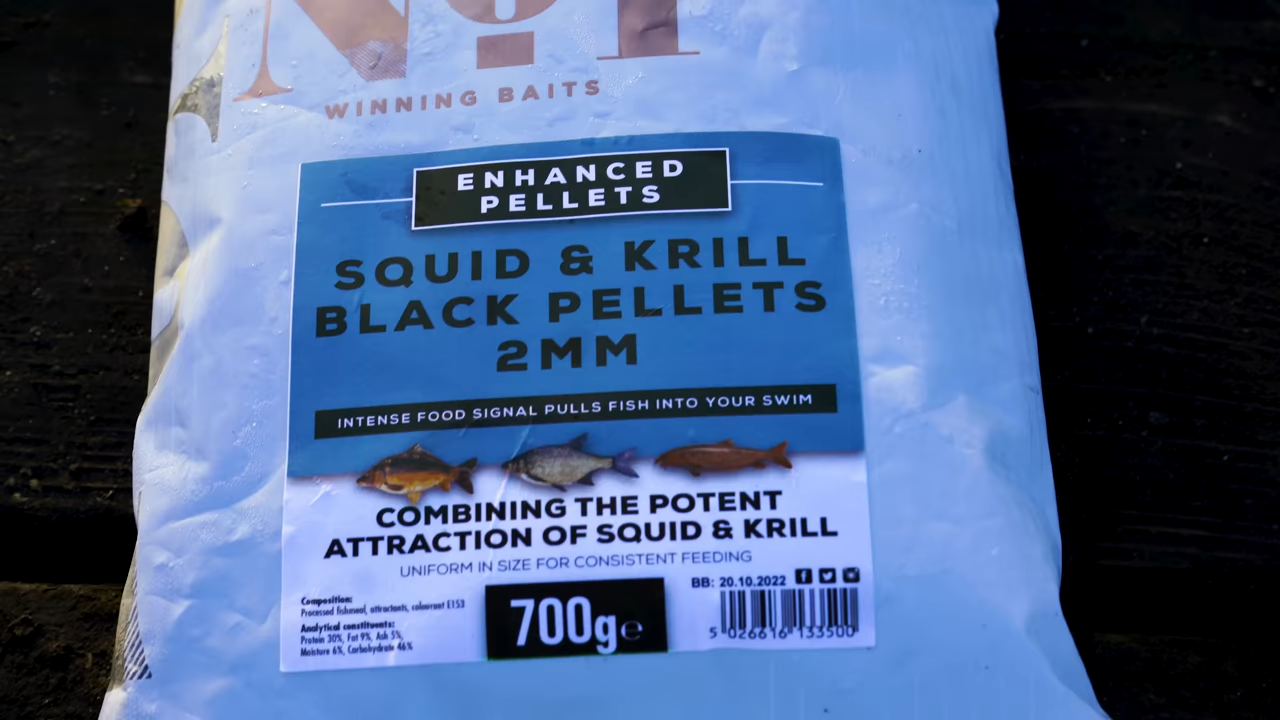 No1
WINNING BAITS
ENHANCED
PELLETS
SQUID & KRILL
BLACK PELLETS
2MM
INTENSE FOOD SIGNAL PULLS FISH INTO YOUR SWIM
COMBINING THE POTENT
ATTRACTION OF SQUID & KRILL
UNIFORM IN SIZE FOR CONSISTENT FEEDING
BB: 20.10.2022
Composition:
Processed fishmeal, attractants, colourant E153
Analytical constituents:
Protein 30%, Fat 9%, Ash 5%,
Moisture 6%, Carbohydrate 46%
700g e
5 026616 133500